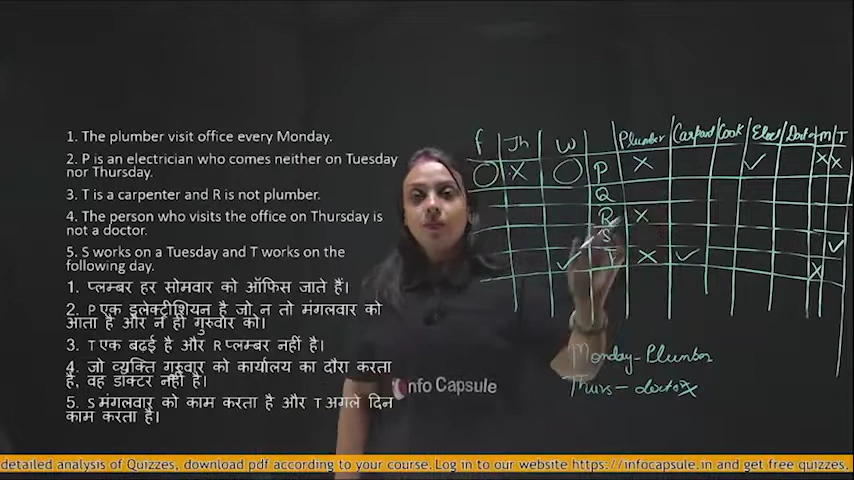 1. The plumber visit office every Monday.
2. P is an electrician who comes neither on Tuesday
nor Thursday.
3. T is a carpenter and R is not plumber.
4. The person who visits the office on Thursday is
not a doctor.
5. S works on a Tuesday and T works on the
following day.
1. प्लम्बर हर सोमवार को ऑफिस जाते हैं।
2. P एक इलेक्ट्रीशियन है जो न तो मंगलवार को
आता है और न ही गुरुवार को।
3. T एक बढ़ई है और R प्लम्बर नहीं है।
4. जो व्यक्ति गुरुवार को कार्यालय का दौरा करता
है, वह डॉक्टर नहीं है।
5. S मंगलवार को काम करता है और T अगले दिन
काम करता है।
f Th W Plumber Cook Elect M T
P X X ✓ X X
Q
R X
S ✓
T ✓ X ✓ X
Monday-Plumber
Thurs - doctor X
Info Capsule
detailed analysis of Quizzes, download pdf according to your course. Log in to our website https://infocapsule.in and get free quizzes,